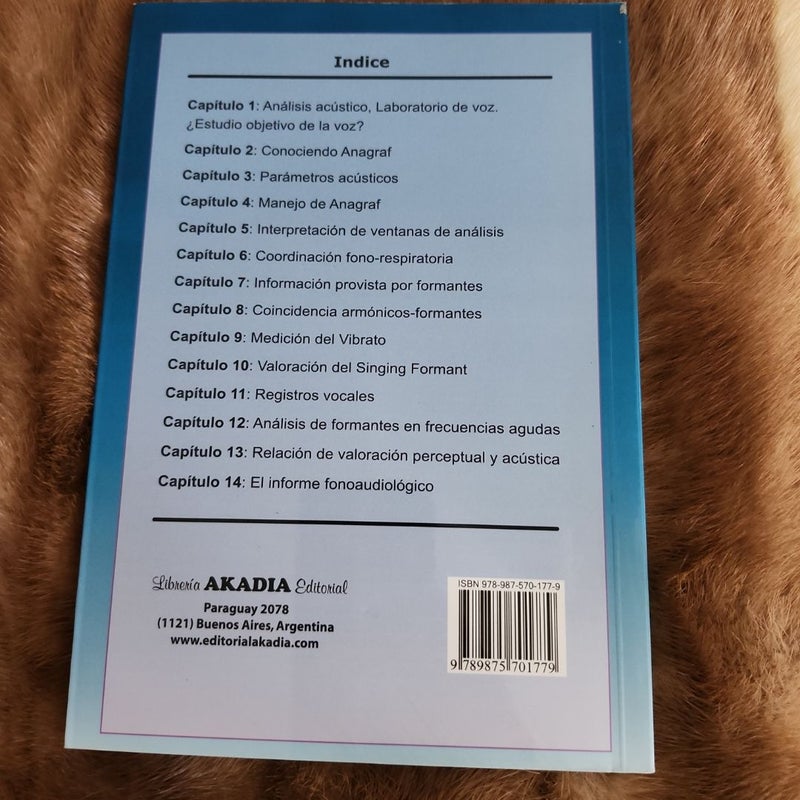 Indice
Capítulo 1: Análisis acústico, Laboratorio de voz.
¿Estudio objetivo de la voz?
Capítulo 2: Conociendo Anagraf
Capítulo 3: Parámetros acústicos
Capítulo 4: Manejo de Anagraf
Capítulo 5: Interpretación de ventanas de análisis
Capítulo 6: Coordinación fono-respiratoria
Capítulo 7: Información provista por formantes
Capítulo 8: Coincidencia armónicos-formantes
Capítulo 9: Medición del Vibrato
Capítulo 10: Valoración del Singing Formant
Capítulo 11: Registros vocales
Capítulo 12: Análisis de formantes en frecuencias agudas
Capítulo 13: Relación de valoración perceptual y acústica
Capítulo 14: El informe fonoaudiológico
Librería AKADIA Editorial
Paraguay 2078
(1121) Buenos Aires, Argentina
www.editorialakadia.com
ISBN 978-987-570-177-9
9 789875 701779